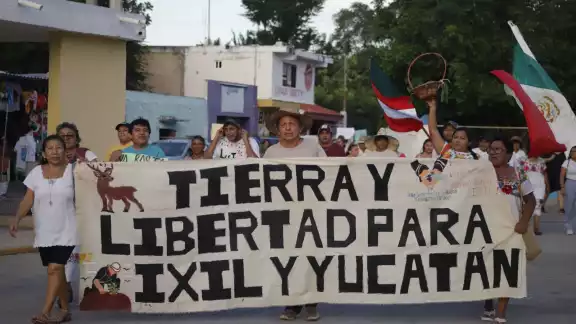 TIERRA Y
LIBERTAD PARA
IXIL Y YUCATÁN